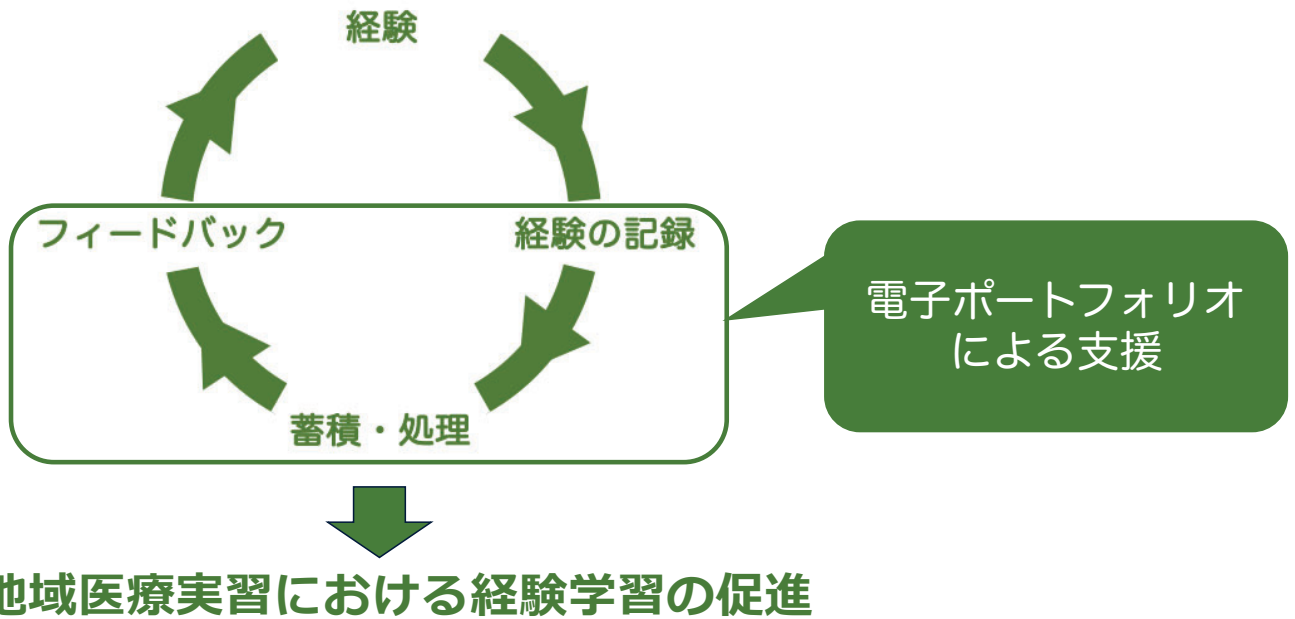 経験
フィードバック
経験の記録
電子ポートフォリオ
による支援
蓄積・処理
地域医療実習における経験学習の促進